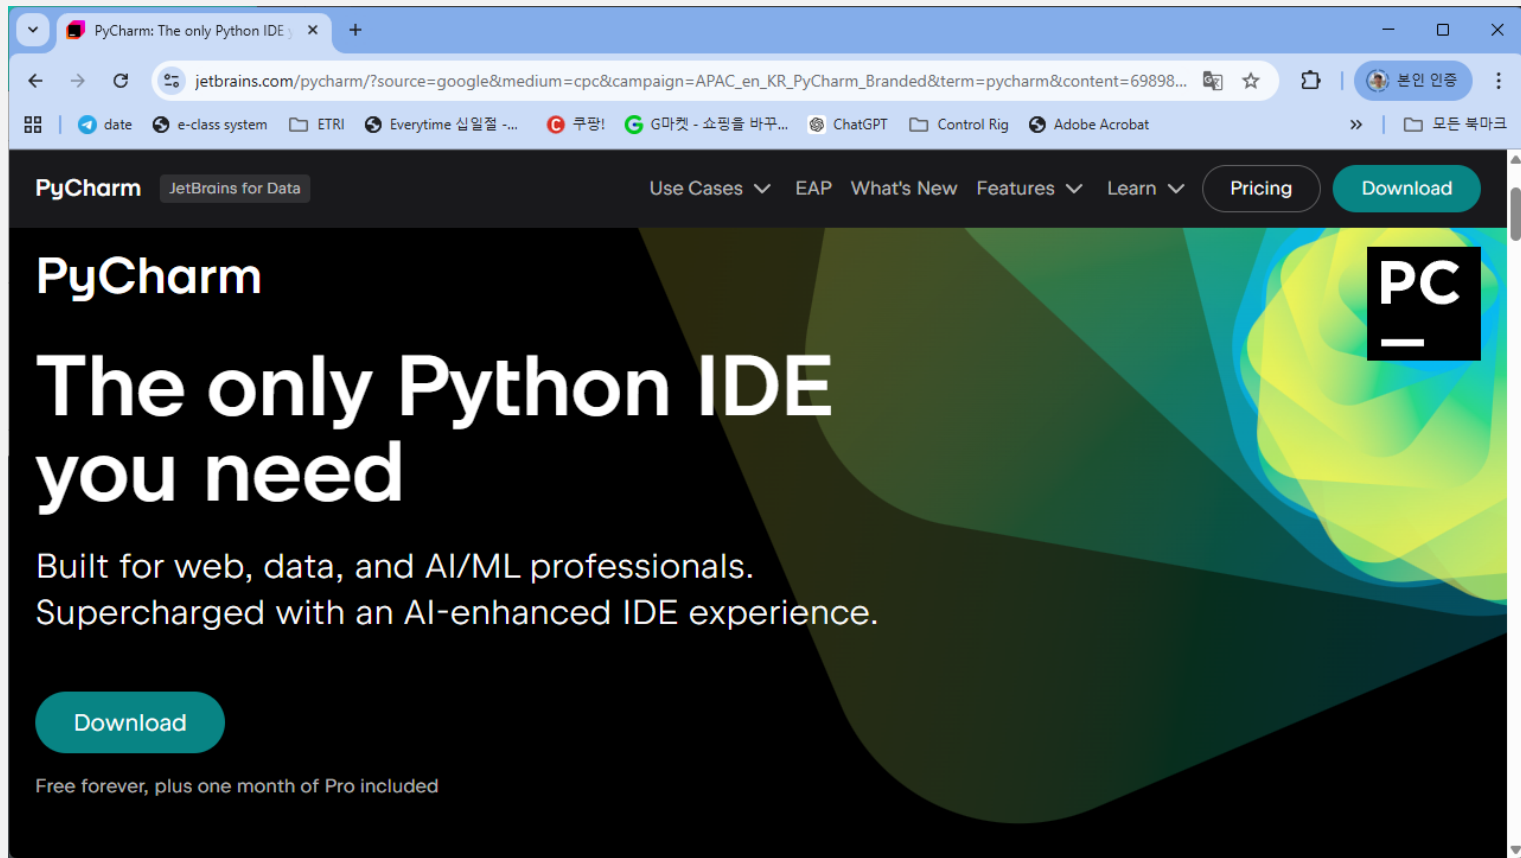 PyCharm: The only Python IDE y
jetbrains.com/pycharm/?source=google&medium=cpc&campaign=APAC_en_KR_PyCharm_Branded&term=pycharm&content=69898... 본인 인증
date e-class system ETRI Everytime 십일절 -... 쿠팡! G마켓 - 쇼핑을 바꾸... ChatGPT Control Rig Adobe Acrobat » 모든 북마크
PyCharm JetBrains for Data Use Cases EAP What's New Features Learn Pricing Download
PyCharm
PC
The only Python IDE
you need
Built for web, data, and AI/ML professionals.
Supercharged with an AI-enhanced IDE experience.
Download
Free forever, plus one month of Pro included